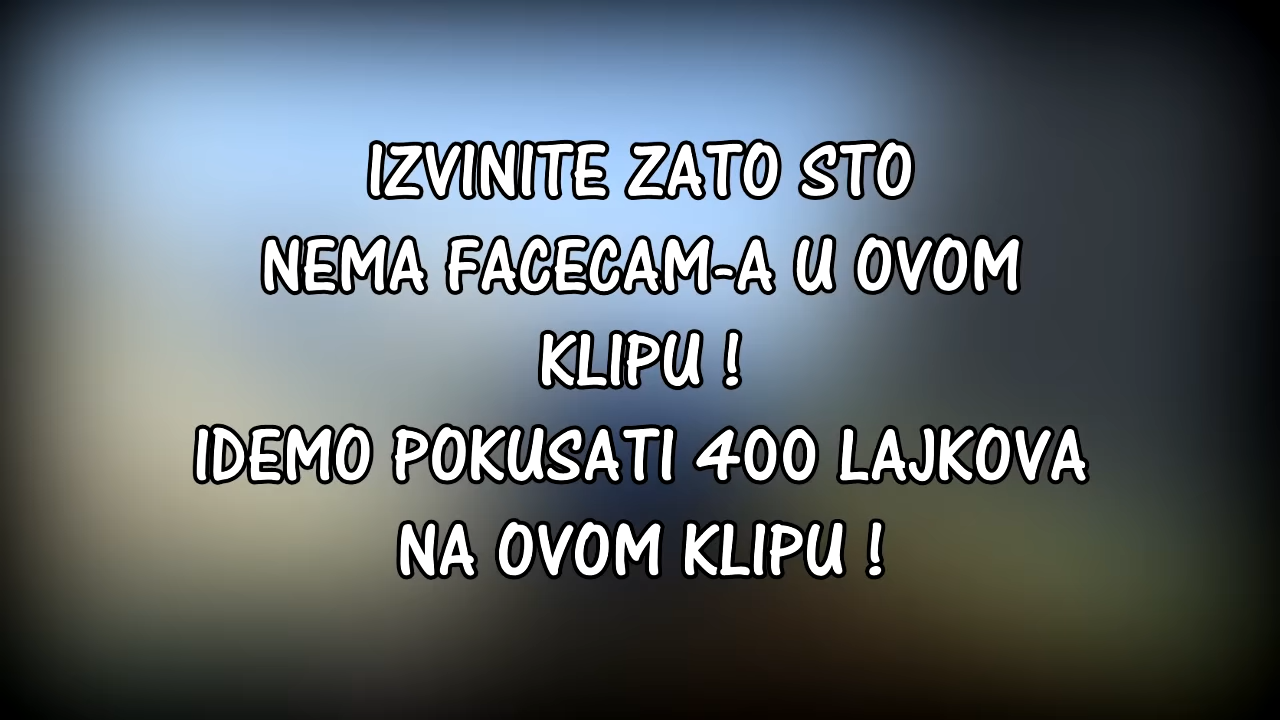 IZVINITE ZATO STO
NEMA FACECAM-A U OVOM
KLIPU !
IDEMO POKUSATI 400 LAJKOVA
NA OVOM KLIPU !